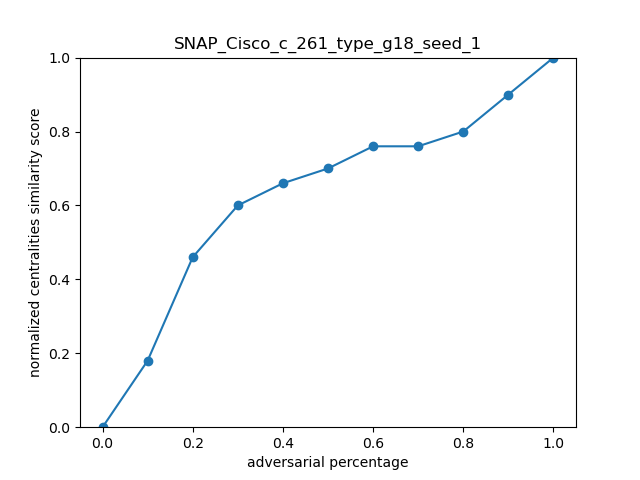 SNAP_Cisco_c_261_type_g18_seed_1
normalized centralities similarity score
1.0
0.8
0.6
0.4
0.2
0.0
0.0 0.2 0.4 0.6 0.8 1.0
adversarial percentage